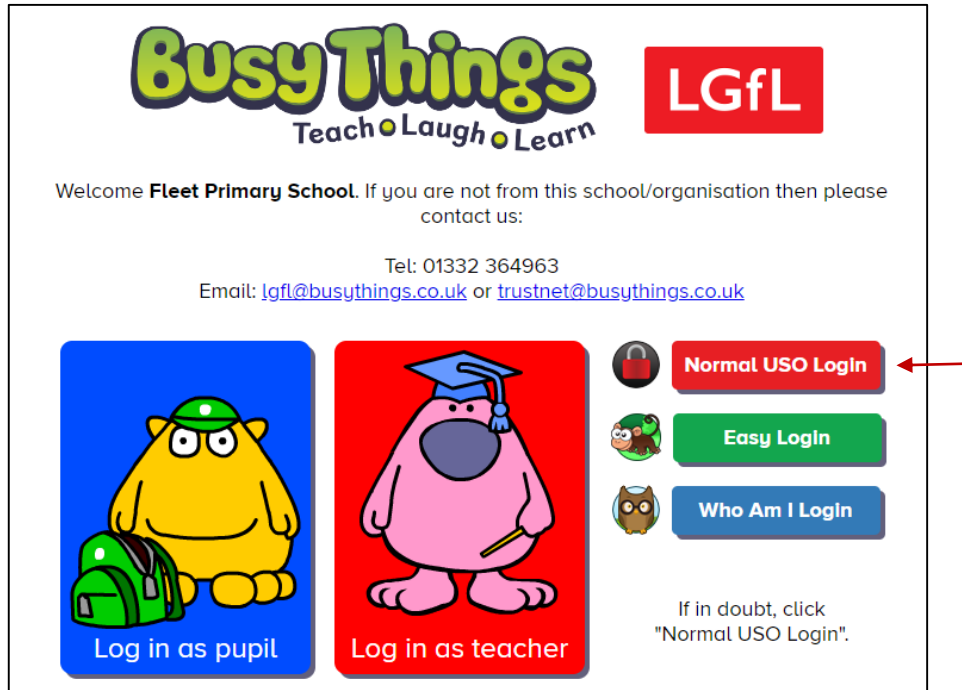 Busy Things
Teach Laugh Learn
LGfL
Welcome Fleet Primary School. If you are not from this school/organisation then please
contact us:
Tel: 01332 364963
Email: lgfl@busythings.co.uk or trustnet@busythings.co.uk
Log in as pupil
Log in as teacher
Normal USO Login
Easy Login
Who Am I Login
If in doubt, click
"Normal USO Login".